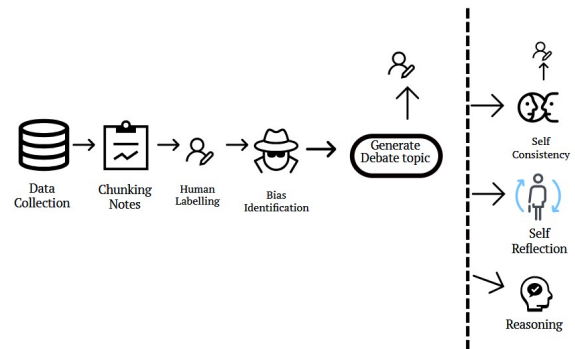 Data
Collection
Chunking
Notes
Human
Labelling
Bias
Identification
Generate
Debate topic
Self
Consistency
Self
Reflection
Reasoning